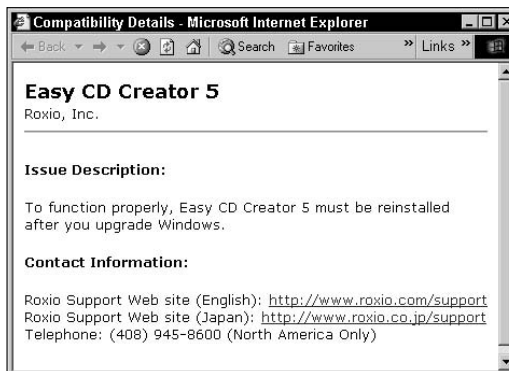 Compatibility Details - Microsoft Internet Explorer
Back Search Favorites » Links »
Easy CD Creator 5
Roxio, Inc.
Issue Description:
To function properly, Easy CD Creator 5 must be reinstalled
after you upgrade Windows.
Contact Information:
Roxio Support Web site (English): http://www.roxio.com/support
Roxio Support Web site (Japan): http://www.roxio.co.jp/support
Telephone: (408) 945-8600 (North America Only)